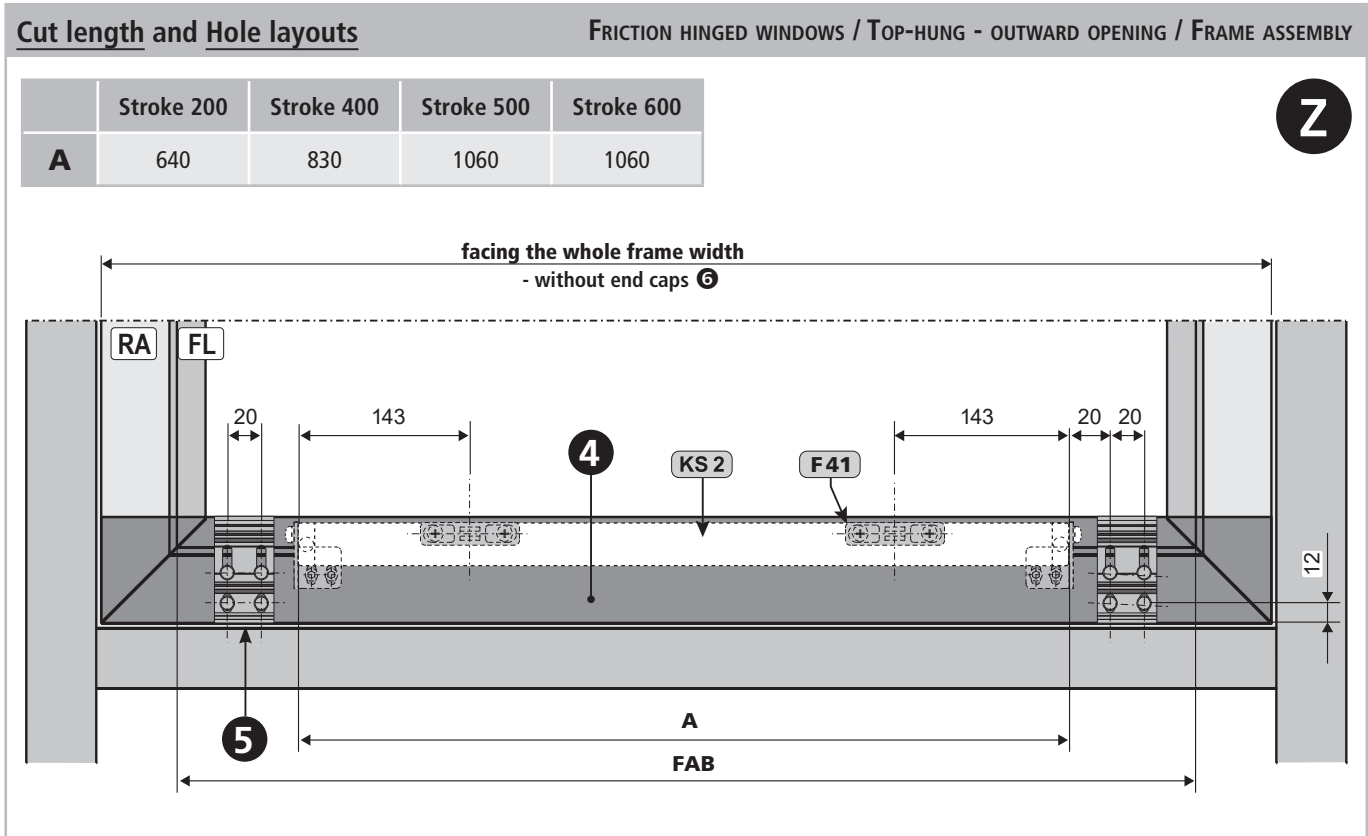 Cut length and Hole layouts
FRICTION HINGED WINDOWS / TOP-HUNG - OUTWARD OPENING / FRAME ASSEMBLY
Stroke 200 Stroke 400 Stroke 500 Stroke 600
A 640 830 1060 1060
Z
facing the whole frame width
- without end caps ❻
RA FL
20 143 143 20 20
4 KS 2 F 41
12
5
A
FAB